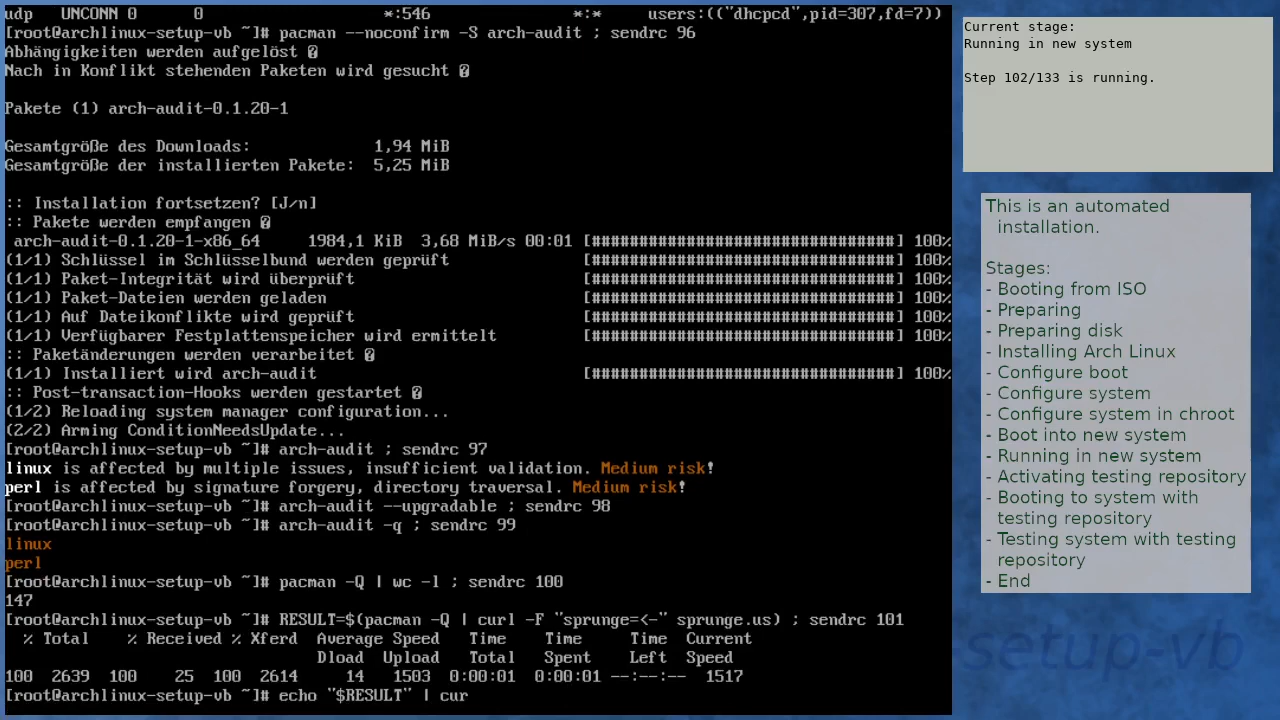 udp   UNCONN 0      0                   *:546               *:*     users:(("dhcpcd",pid=307,fd=7))
[root@archlinux-setup-vb ~]# pacman --noconfirm -S arch-audit ; sendrc 96
Abhängigkeiten werden aufgelöst �
Nach in Konflikt stehenden Paketen wird gesucht �
Pakete (1) arch-audit-0.1.20-1
Gesamtgröße des Downloads:             1,94 MiB
Gesamtgröße der installierten Pakete:  5,25 MiB
:: Installation fortsetzen? [J/n]
:: Pakete werden empfangen �
 arch-audit-0.1.20-1-x86_64     1984,1 KiB  3,68 MiB/s 00:01 [################################] 100%
(1/1) Schlüssel im Schlüsselbund werden geprüft              [################################] 100%
(1/1) Paket-Integrität wird überprüft                        [################################] 100%
(1/1) Paket-Dateien werden geladen                           [################################] 100%
(1/1) Auf Dateikonflikte wird geprüft                        [################################] 100%
(1/1) Verfügbarer Festplattenspeicher wird ermittelt         [################################] 100%
:: Paketänderungen werden verarbeitet �
(1/1) Installiert wird arch-audit                            [################################] 100%
:: Post-transaction-Hooks werden gestartet �
(1/2) Reloading system manager configuration...
(2/2) Arming ConditionNeedsUpdate...
[root@archlinux-setup-vb ~]# arch-audit ; sendrc 97
linux is affected by multiple issues, insufficient validation. Medium risk!
perl is affected by signature forgery, directory traversal. Medium risk!
[root@archlinux-setup-vb ~]# arch-audit --upgradable ; sendrc 98
[root@archlinux-setup-vb ~]# arch-audit -q ; sendrc 99
linux
perl
[root@archlinux-setup-vb ~]# pacman -Q | wc -l ; sendrc 100
147
[root@archlinux-setup-vb ~]# RESULT=$(pacman -Q | curl -F "sprunge=<-" sprunge.us) ; sendrc 101
  % Total    % Received % Xferd  Average Speed   Time    Time     Time  Current
                                 Dload  Upload   Total   Spent    Left  Speed
100  2639  100    25  100  2614     14   1503  0:00:01  0:00:01 --:--:--  1517
[root@archlinux-setup-vb ~]# echo "$RESULT" | cur
Current stage:
Running in new system
Step 102/133 is running.
This is an automated
installation.
Stages:
- Booting from ISO
- Preparing
- Preparing disk
- Installing Arch Linux
- Configure boot
- Configure system
- Configure system in chroot
- Boot into new system
- Running in new system
- Activating testing repository
- Booting to system with
testing repository
- Testing system with testing
repository
- End
setup-vb